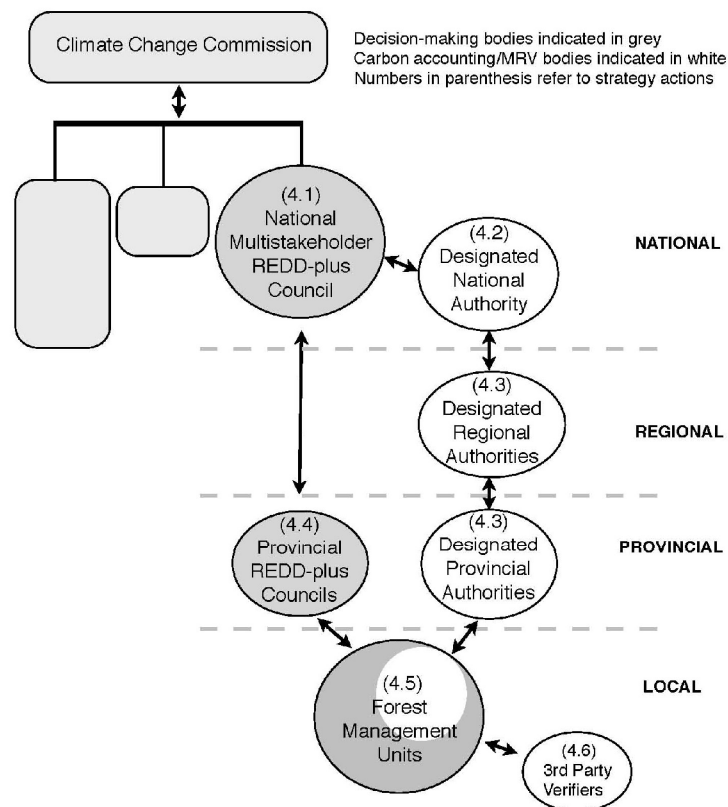 Climate Change Commission
Decision-making bodies indicated in grey
Carbon accounting/MRV bodies indicated in white
Numbers in parenthesis refer to strategy actions
(4.1)
National
Multistakeholder
REDD-plus
Council
(4.2)
Designated
National
Authority
NATIONAL
(4.3)
Designated
Regional
Authorities
REGIONAL
(4.4)
Provincial
REDD-plus
Councils
(4.3)
Designated
Provincial
Authorities
PROVINCIAL
(4.5)
Forest
Management
Units
LOCAL
(4.6)
3rd Party
Verifiers